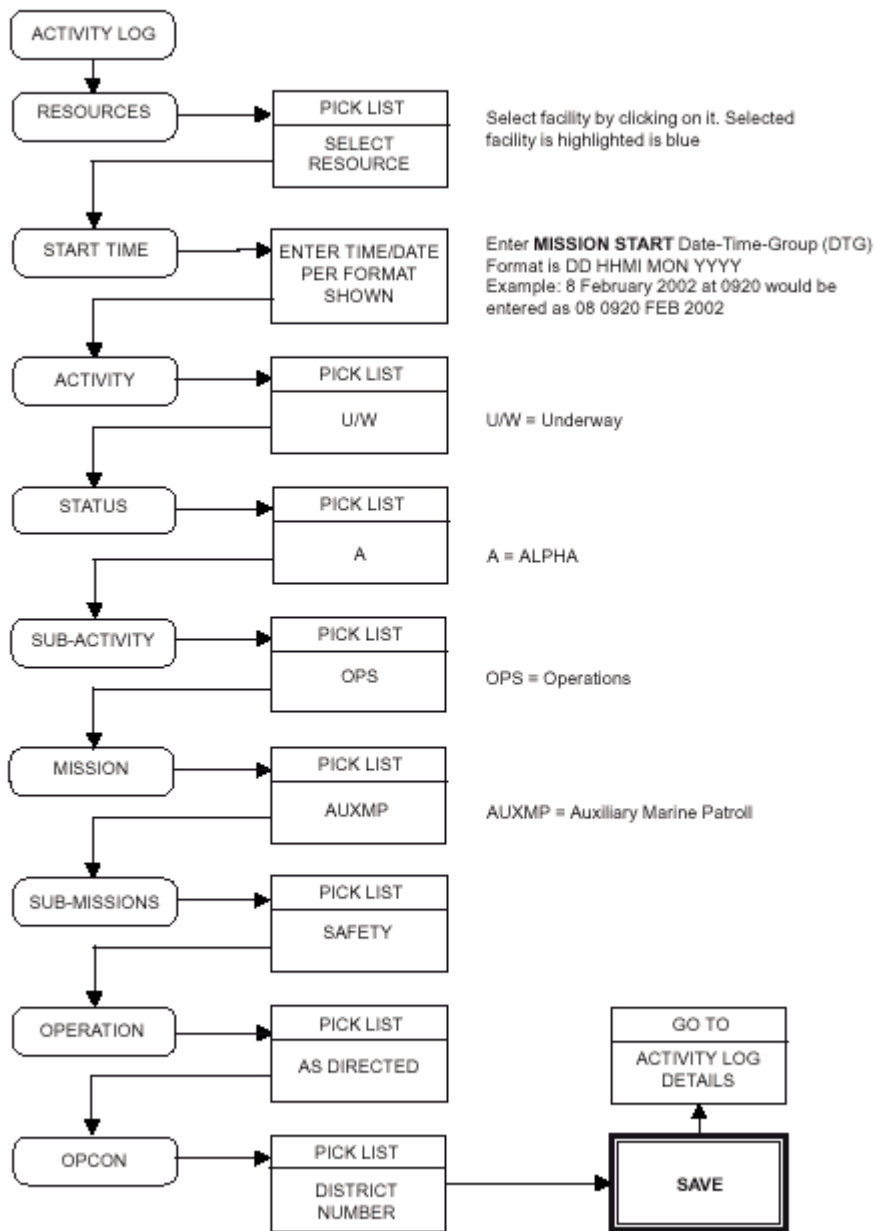 ACTIVITY LOG
RESOURCES
PICK LIST
SELECT
RESOURCE
Select facility by clicking on it. Selected
facility is highlighted is blue
START TIME
ENTER TIME/DATE
PER FORMAT
SHOWN
Enter MISSION START Date-Time-Group (DTG)
Format is DD HHMI MON YYYY
Example: 8 February 2002 at 0920 would be
entered as 08 0920 FEB 2002
ACTIVITY
PICK LIST
U/W
U/W = Underway
STATUS
PICK LIST
A
A = ALPHA
SUB-ACTIVITY
PICK LIST
OPS
OPS = Operations
MISSION
PICK LIST
AUXMP
AUXMP = Auxiliary Marine Patroll
SUB-MISSIONS
PICK LIST
SAFETY
OPERATION
PICK LIST
AS DIRECTED
GO TO
ACTIVITY LOG
DETAILS
OPCON
PICK LIST
DISTRICT
NUMBER
SAVE